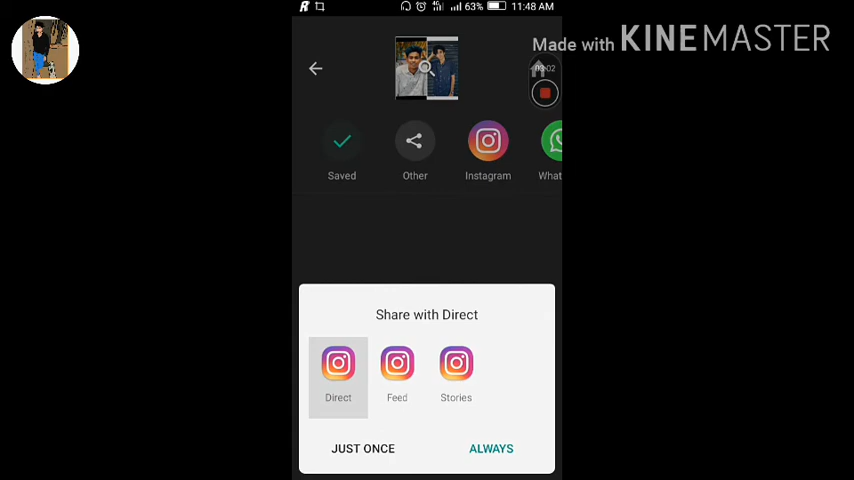 63% 11:48 AM
Made with KINEMASTER
Saved
Other
Instagram
What
Share with Direct
Direct
Feed
Stories
JUST ONCE
ALWAYS